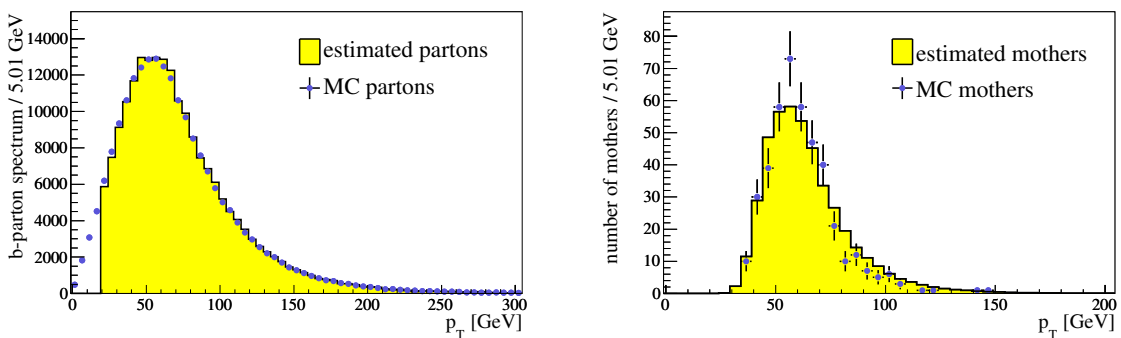 b-parton spectrum / 5.01 GeV
14000
12000
10000
8000
6000
4000
2000
0
estimated partons
MC partons
0 50 100 150 200 250 300
p_T [GeV]
number of mothers / 5.01 GeV
80
70
60
50
40
30
20
10
0
estimated mothers
MC mothers
0 50 100 150 200
p_T [GeV]